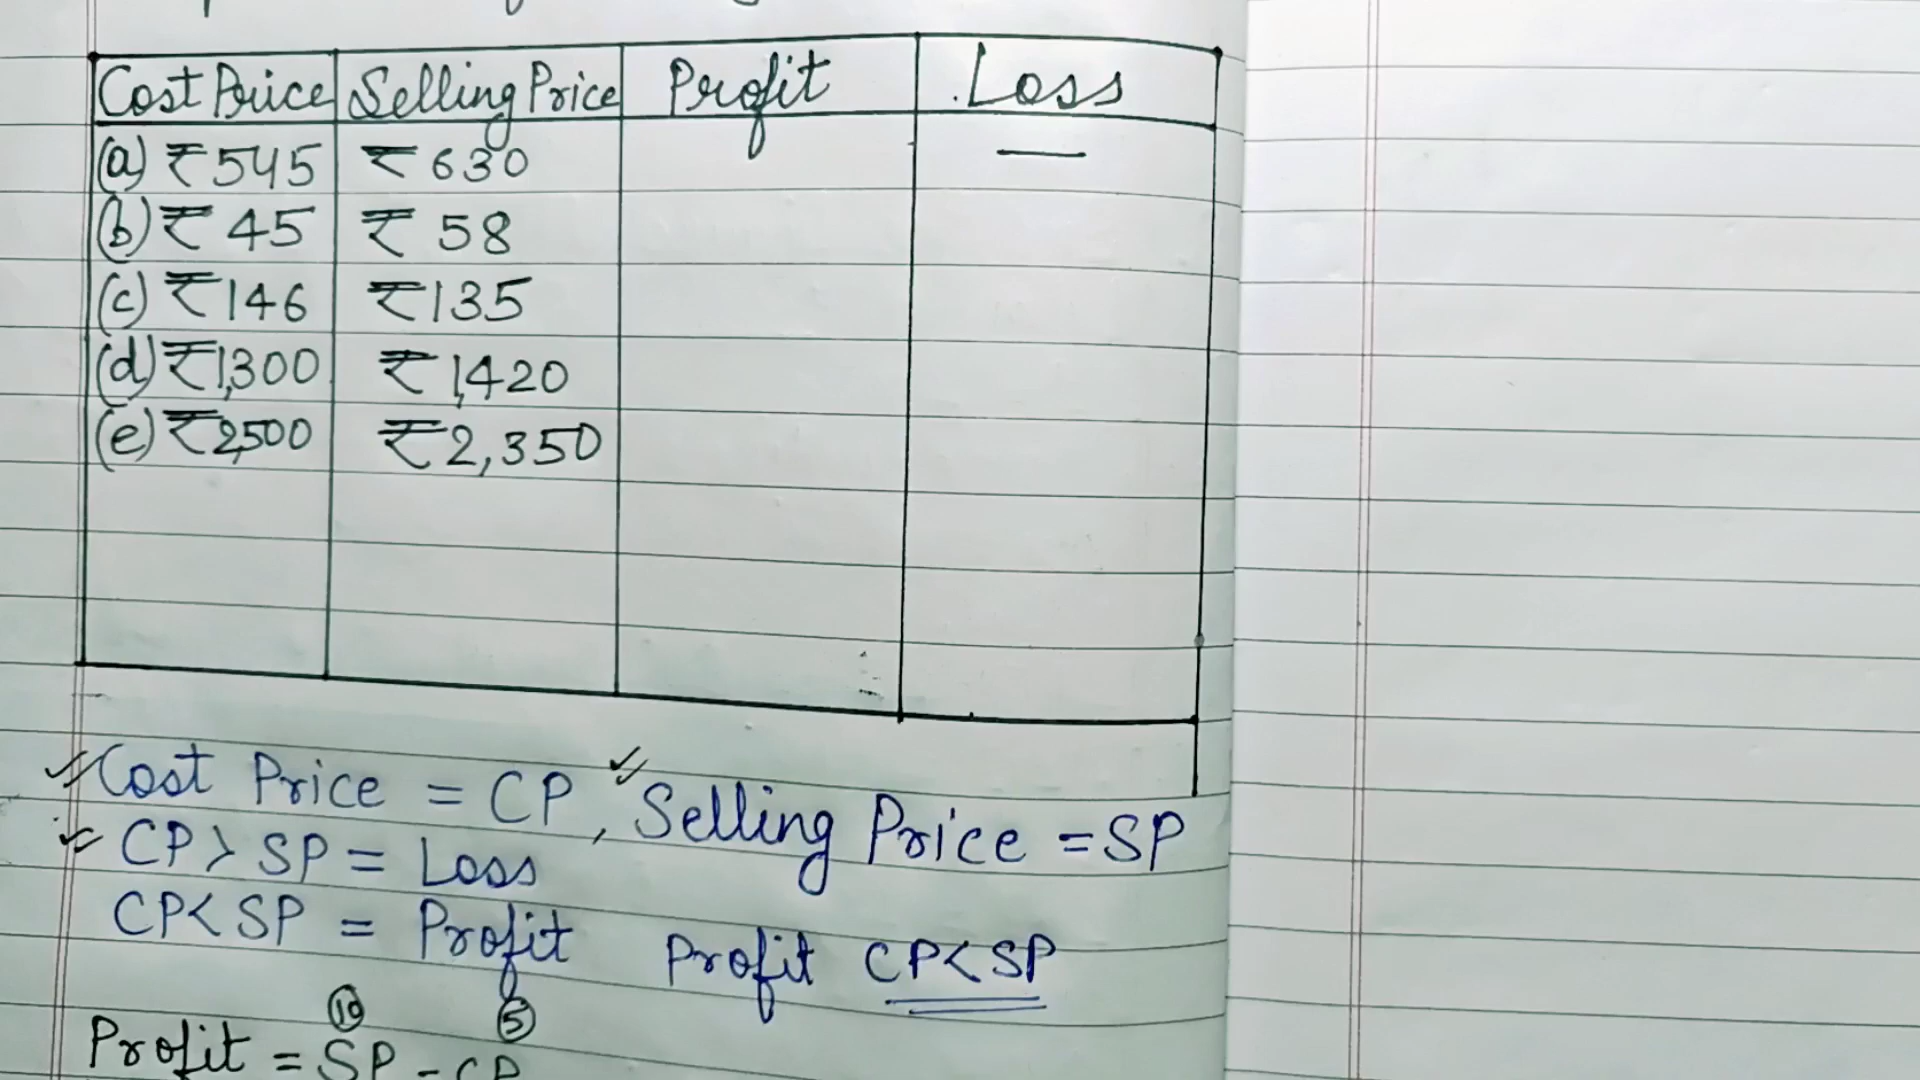 Cost Price Selling Price Profit Loss
(a) ₹545 ₹630 —
(b) ₹ 45 ₹ 58
(c) ₹146 ₹135
(d) ₹1,300 ₹1,420
(e) ₹2,500 ₹2,350
Cost Price = CP, Selling Price = SP
CP > SP = Loss
CP < SP = Profit Profit CP < SP
10 5
Profit = SP - CP